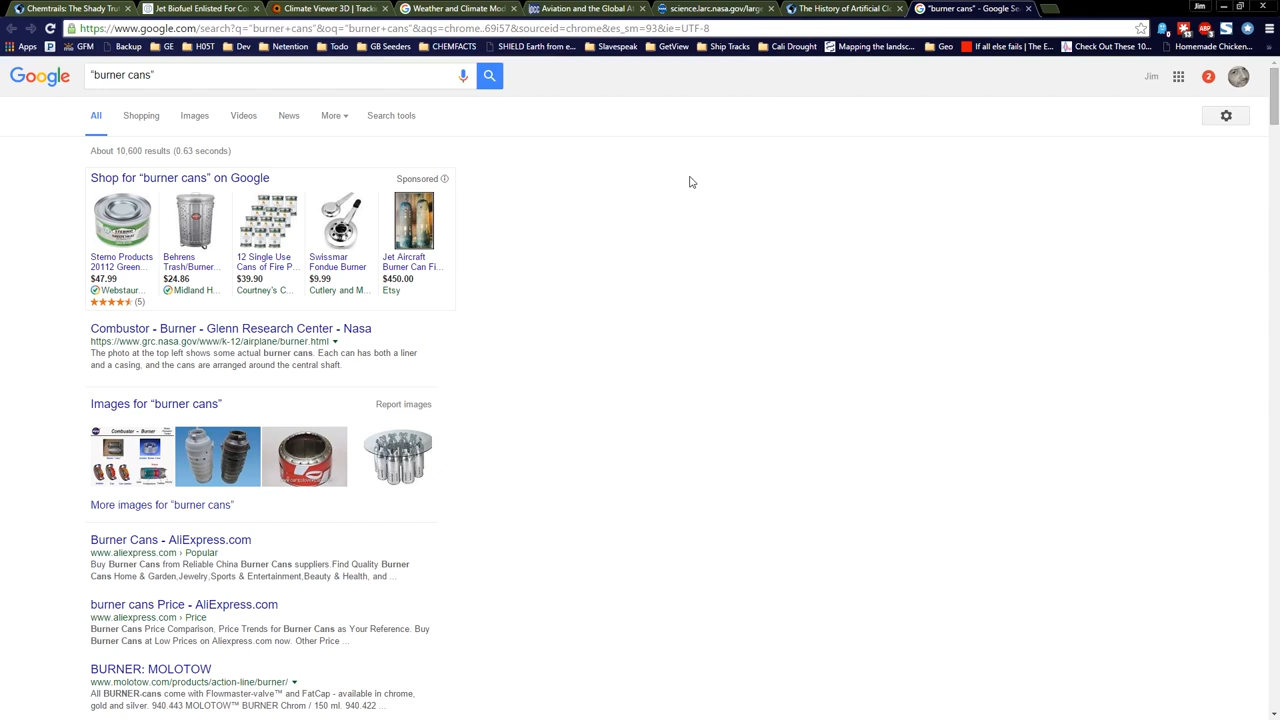 Chemtrails: The Shady Trut
Jet Biofuel Enlisted For Co
Climate Viewer 3D | Tracki
Weather and Climate Mod
Aviation and the Global At
science.larc.nasa.gov/large
The History of Artificial Clo
"burner cans" - Google Sea
Jim
https://www.google.com/search?q="burner+cans"&oq="burner+cans"&aqs=chrome..69i57&sourceid=chrome&es_sm=93&ie=UTF-8
Apps
GFM
Backup
GE
H05T
Dev
Netention
Todo
GB Seeders
CHEMFACTS
SHIELD Earth from e...
Slavespeak
GetView
Ship Tracks
Cali Drought
Mapping the landsc...
Geo
If all else fails | The E...
Check Out These 10...
Homemade Chicken...
Google
"burner cans"
Jim
2
All
Shopping
Images
Videos
News
More
Search tools
About 10,600 results (0.63 seconds)
Shop for "burner cans" on Google
Sponsored
Sterno Products
20112 Green...
$47.99
Webstaur...
(5)
Behrens
Trash/Burner...
$24.86
Midland H...
12 Single Use
Cans of Fire P...
$39.90
Courtney's C...
Swissmar
Fondue Burner
$9.99
Cutlery and M...
Jet Aircraft
Burner Can Fi...
$450.00
Etsy
Combustor - Burner - Glenn Research Center - Nasa
https://www.grc.nasa.gov/www/k-12/airplane/burner.html
The photo at the top left shows some actual burner cans. Each can has both a liner
and a casing, and the cans are arranged around the central shaft.
Images for "burner cans"
Report images
Combustor - Burner
More images for "burner cans"
Burner Cans - AliExpress.com
www.aliexpress.com › Popular
Buy Burner Cans from Reliable China Burner Cans suppliers.Find Quality Burner
Cans Home & Garden,Jewelry,Sports & Entertainment,Beauty & Health, and ...
burner cans Price - AliExpress.com
www.aliexpress.com › Price
Burner Cans Price Comparison, Price Trends for Burner Cans as Your Reference. Buy
Burner Cans at Low Prices on Aliexpress.com now. Other Price ...
BURNER: MOLOTOW
www.molotow.com/products/action-line/burner/
All BURNER-cans come with Flowmaster-valve™ and FatCap - available in chrome,
gold and silver. 940.443 MOLOTOW™ BURNER Chrom / 150 ml. 940.422 ...